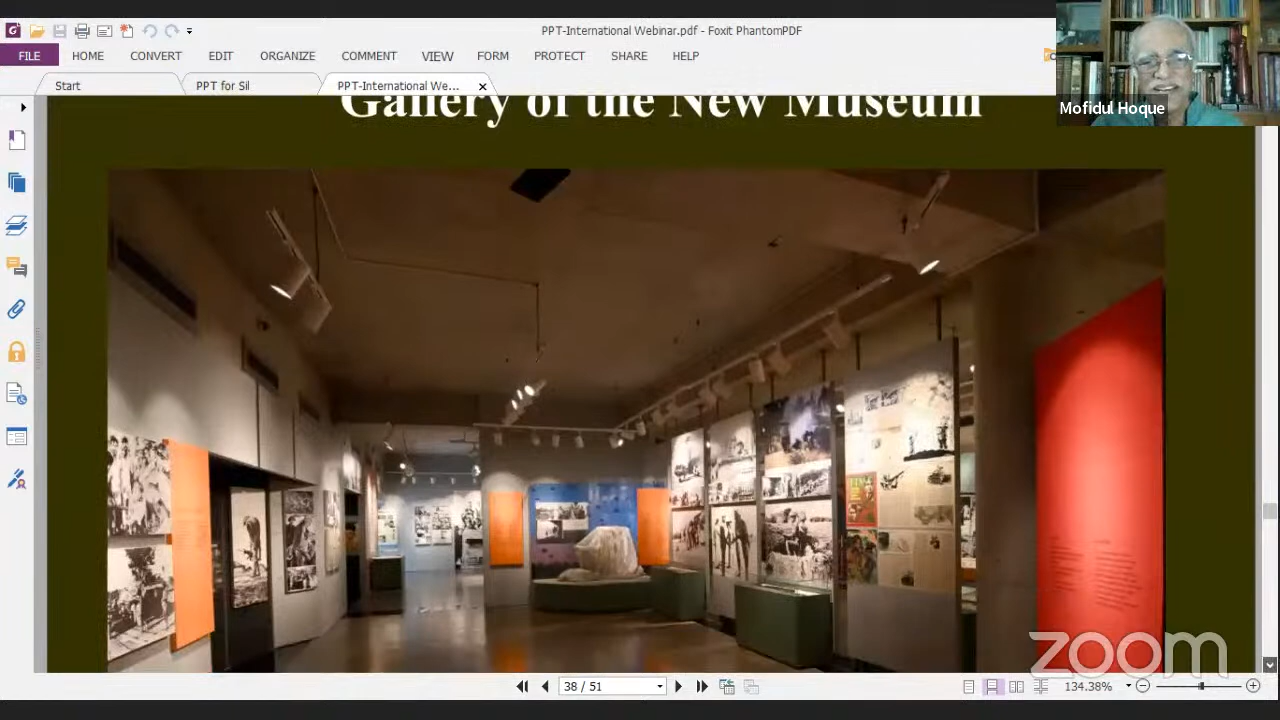 PPT-International Webinar.pdf - Foxit PhantomPDF
FILE HOME CONVERT EDIT ORGANIZE COMMENT VIEW FORM PROTECT SHARE HELP
Start PPT for Sil PPT-International We...
Mofidul Hoque
Gallery of the New Museum
zoom
38 / 51
134.38%